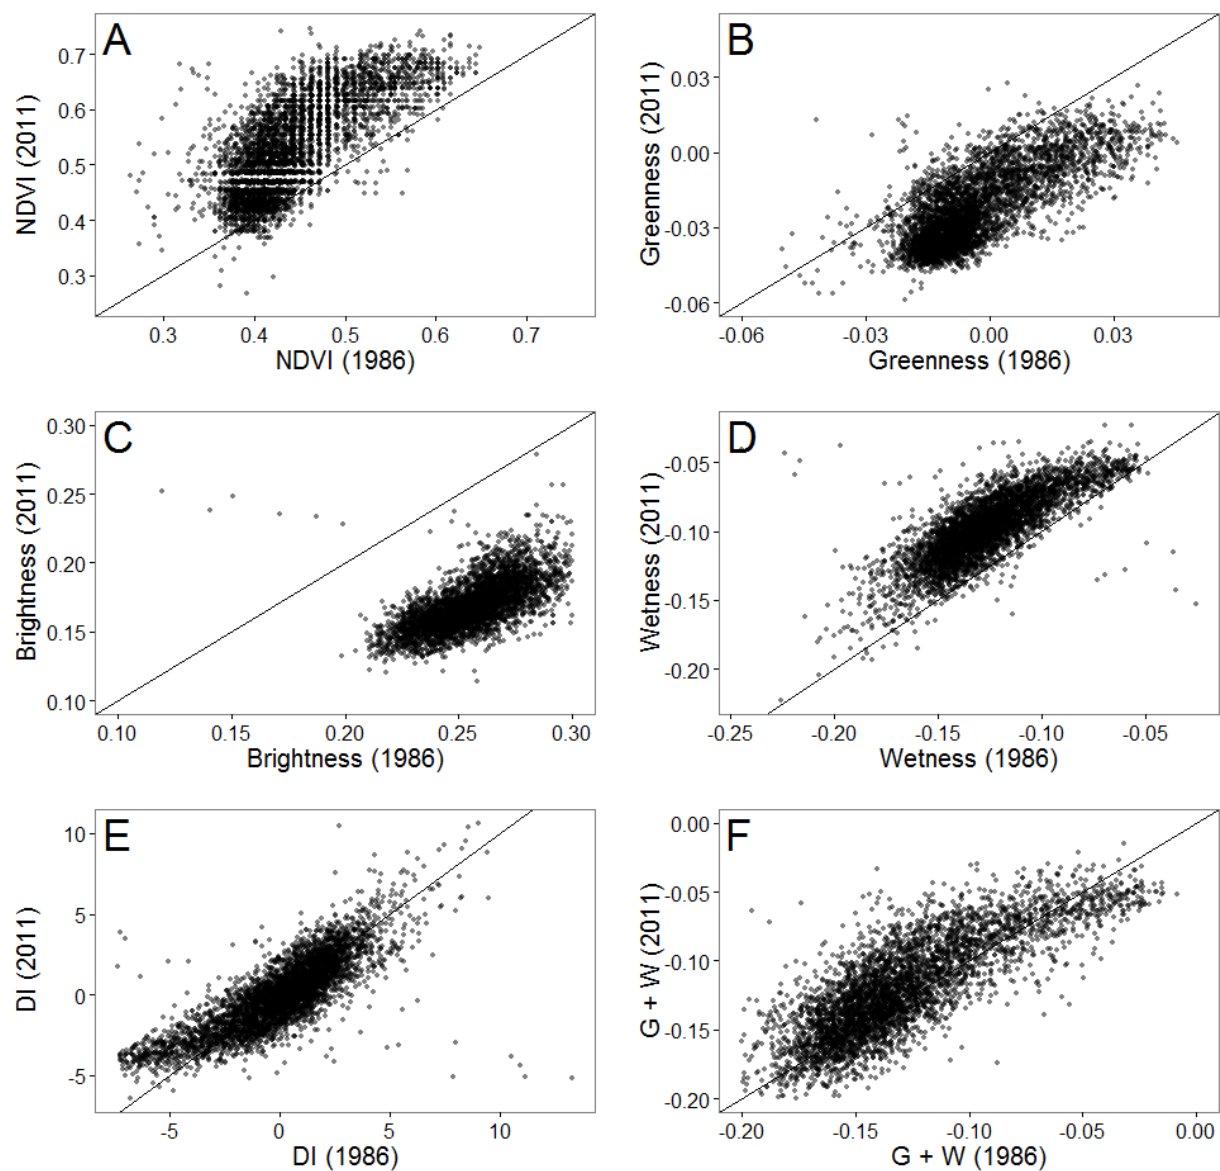 A
NDVI (2011)
0.7
0.6
0.5
0.4
0.3
0.3 0.4 0.5 0.6 0.7
NDVI (1986)
B
Greenness (2011)
0.03
0.00
-0.03
-0.06
-0.06 -0.03 0.00 0.03
Greenness (1986)
C
Brightness (2011)
0.30
0.25
0.20
0.15
0.10
0.10 0.15 0.20 0.25 0.30
Brightness (1986)
D
Wetness (2011)
-0.05
-0.10
-0.15
-0.20
-0.25 -0.20 -0.15 -0.10 -0.05
Wetness (1986)
E
DI (2011)
10
5
0
-5
-5 0 5 10
DI (1986)
F
G + W (2011)
0.00
-0.05
-0.10
-0.15
-0.20
-0.20 -0.15 -0.10 -0.05 0.00
G + W (1986)